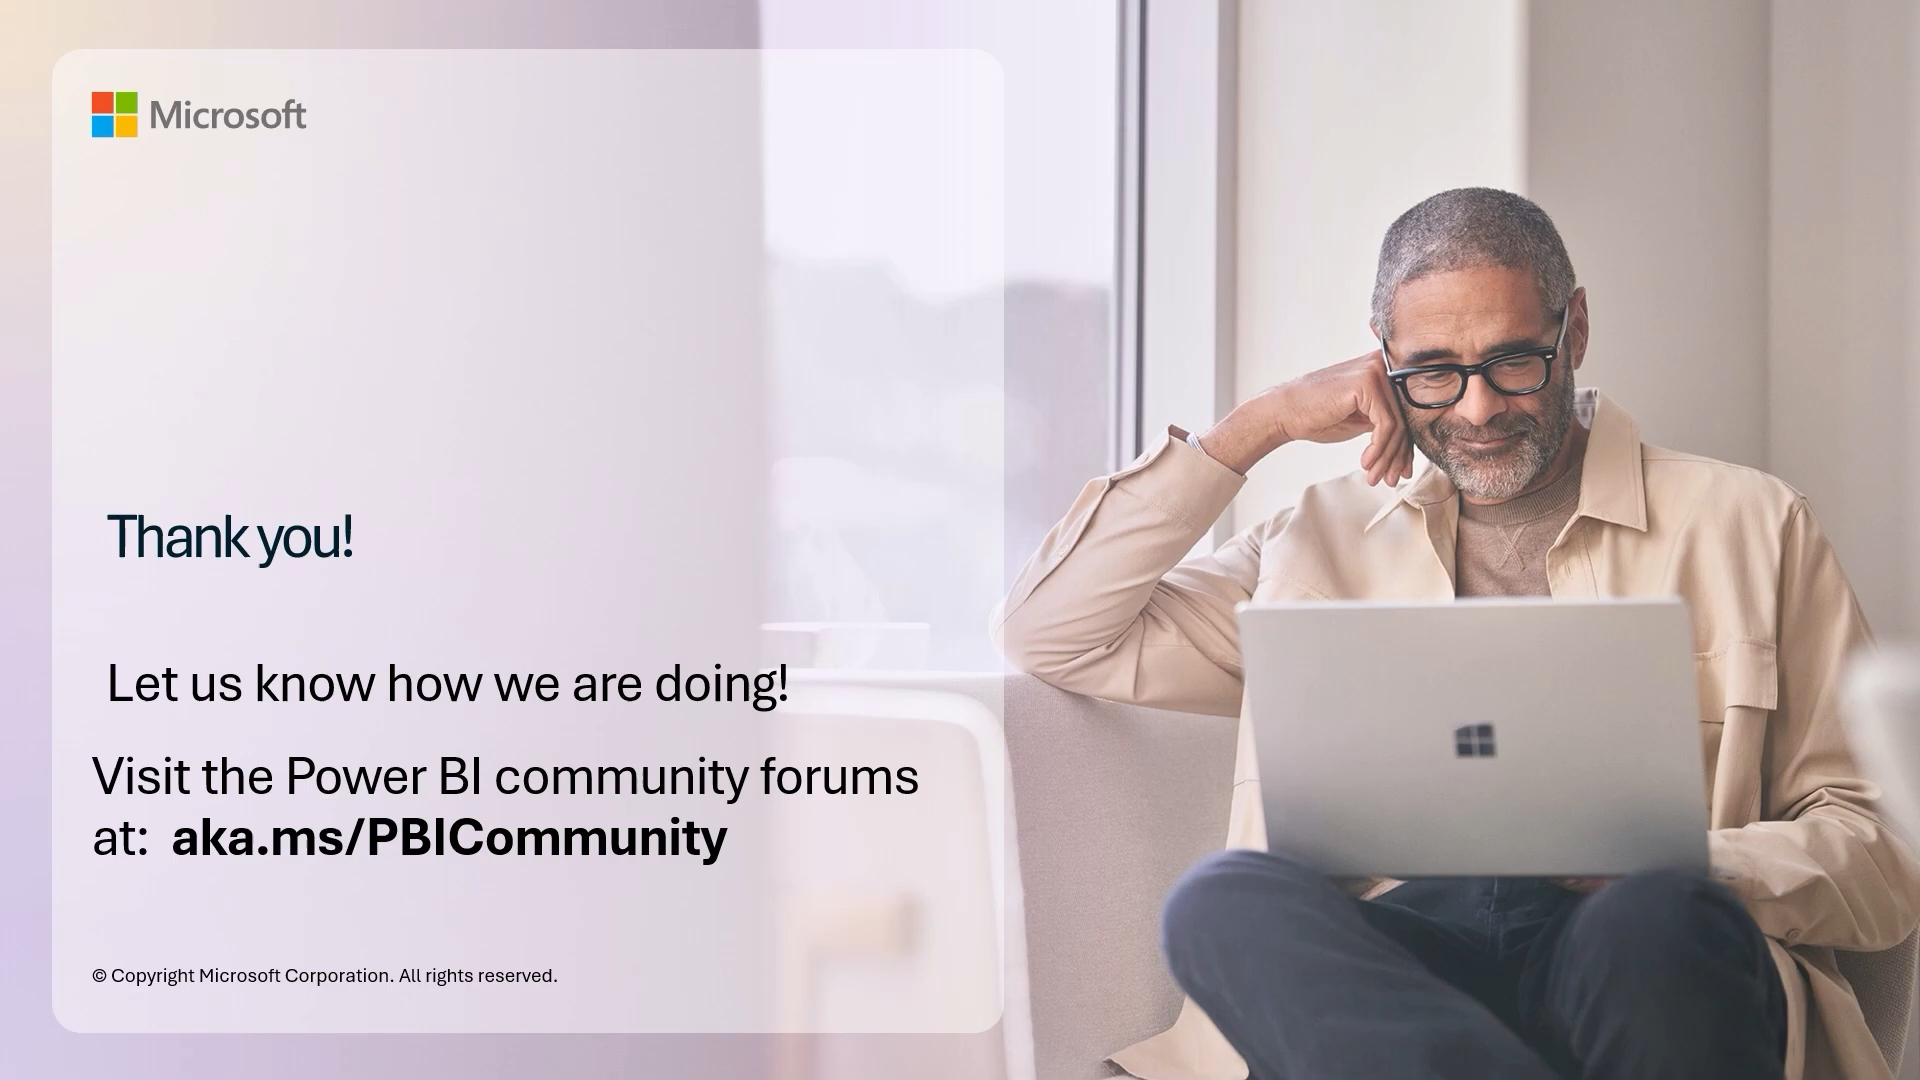 Microsoft
Thank you!
Let us know how we are doing!
Visit the Power BI community forums
at: aka.ms/PBICommunity
© Copyright Microsoft Corporation. All rights reserved.